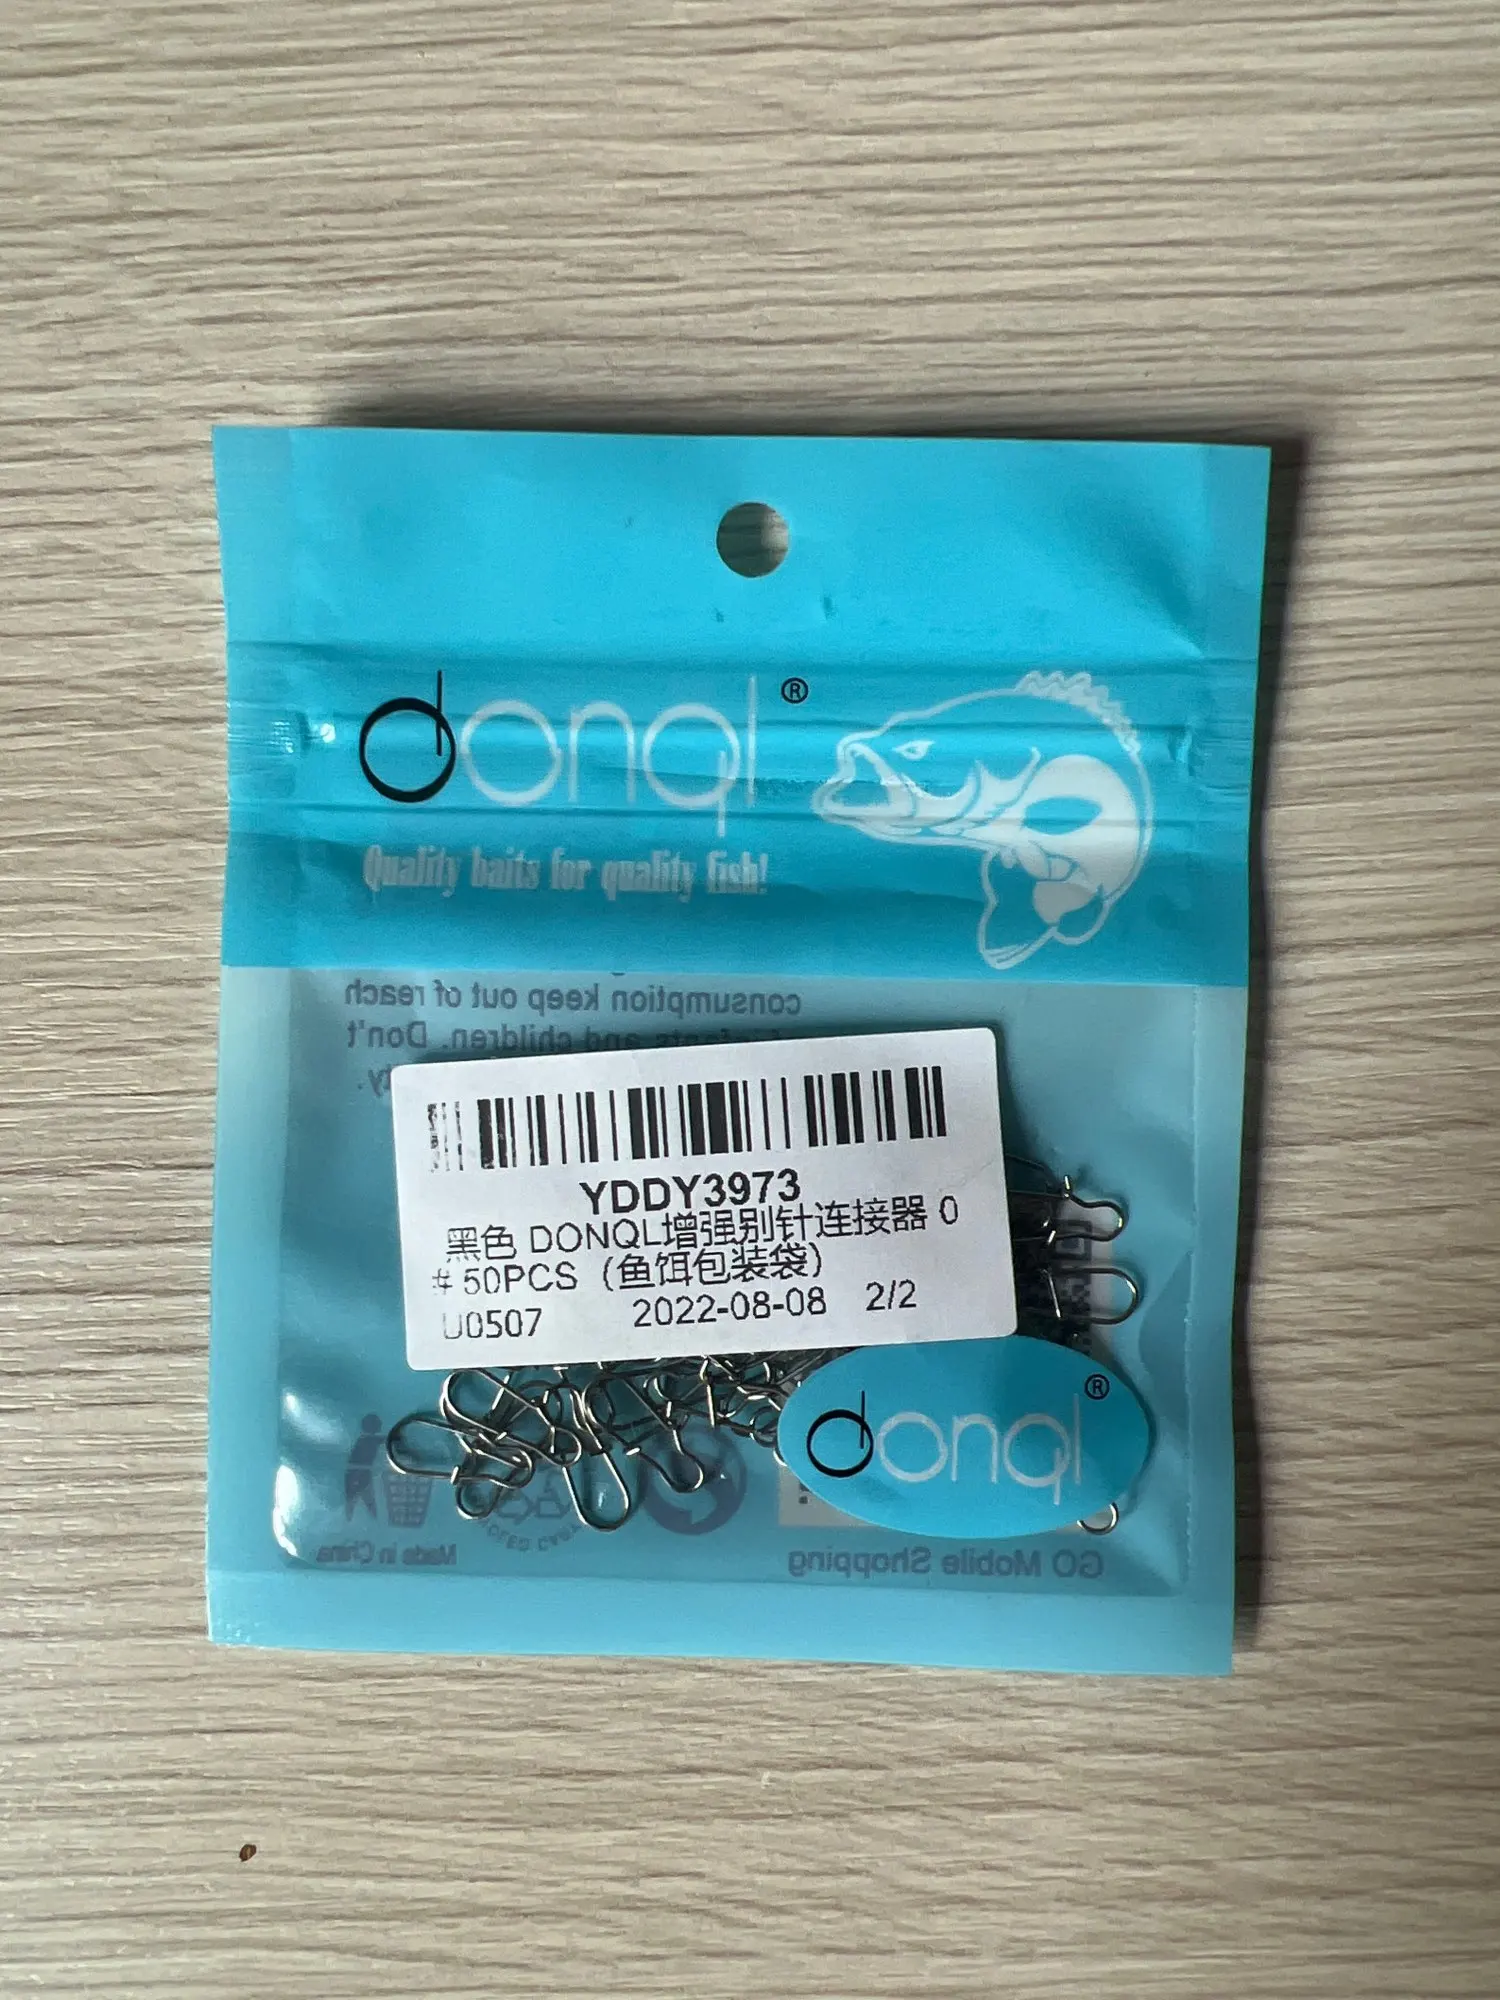 donql®
Quality baits for quality fish!
consumption keep out of reach
children. Don't
YDDY3973
黑色 DONQL增强别针连接器 0
# 50PCS（鱼饵包装袋）
U0507 2022-08-08 2/2
donql®
Made in China
GO Mobile Shopping